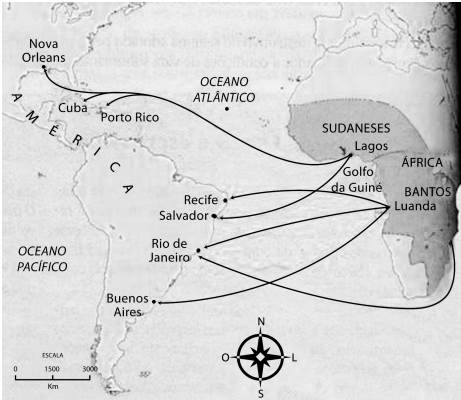 Nova
Orleans
OCEANO
ATLÂNTICO
Cuba
Porto Rico
AMÉRICA
SUDANESES
Lagos
ÁFRICA
Golfo
da Guiné
BANTOS
Luanda
Recife
Salvador
Rio de
Janeiro
OCEANO
PACÍFICO
Buenos
Aires
ESCALA
0 1500 3000
Km
N
O L
S